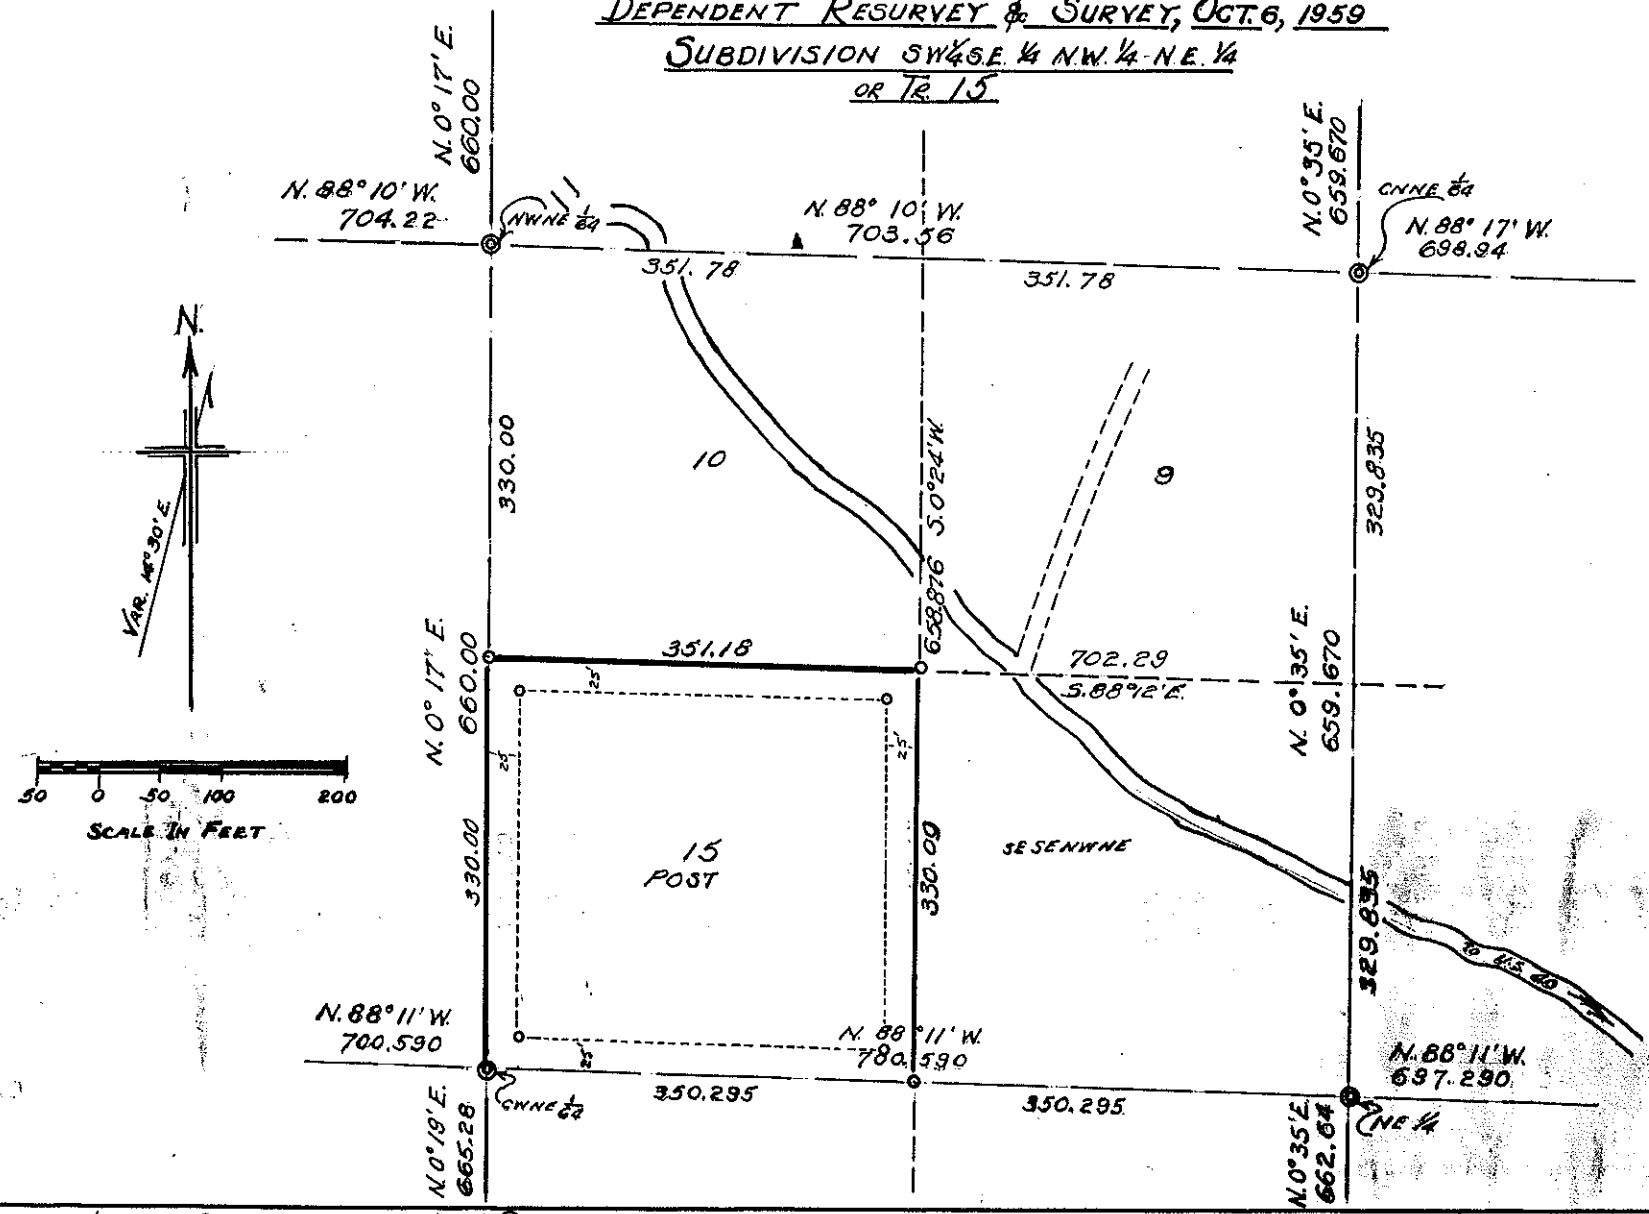 DEPENDENT RESURVEY & SURVEY, OCT. 6, 1959
SUBDIVISION SW¼ S.E. ¼ N.W. ¼ - N.E. ¼
OR TR. 15
N. 0° 17' E.
660.00
N. 88° 10' W.
704.22
NWNE 1/64
11
N. 88° 10' W.
703.56
351.78
351.78
N. 0° 35' E.
659.670
CNNE 1/64
N. 88° 17' W.
698.94
N.
VAR. 14° 30' E.
330.00
10
S. 0° 24' W.
658.876
9
329.835
N. 0° 17' E.
660.00
351.18
702.29
S. 88° 12' E.
N. 0° 35' E.
659.670
25'
25'
25'
50 0 50 100 200
SCALE IN FEET
330.00
15
POST
330.00
SE SENWNE
329.835
TO U.S. 40
N. 88° 11' W.
700.590
25'
N. 88° 11' W.
700.590
N. 88° 11' W.
697.290
CWNE 1/64
350.295
350.295
NE 1/4
N. 0° 19' E.
665.28
N. 0° 35' E.
662.64